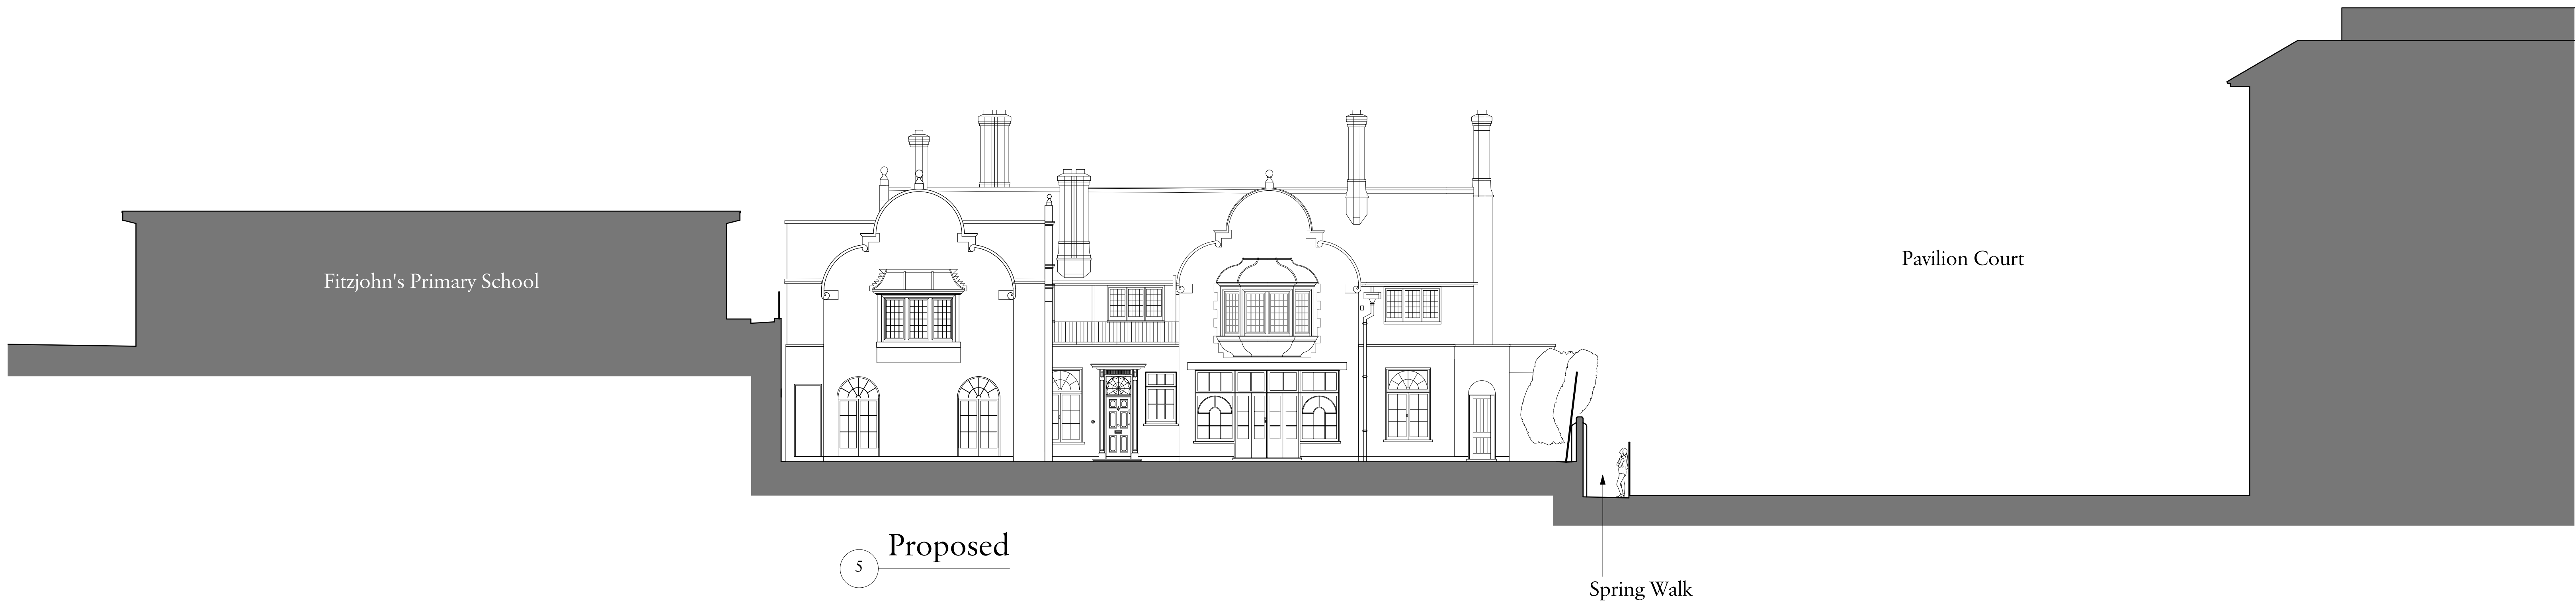 Fitzjohn's Primary School
Pavilion Court
5
Proposed
Spring Walk